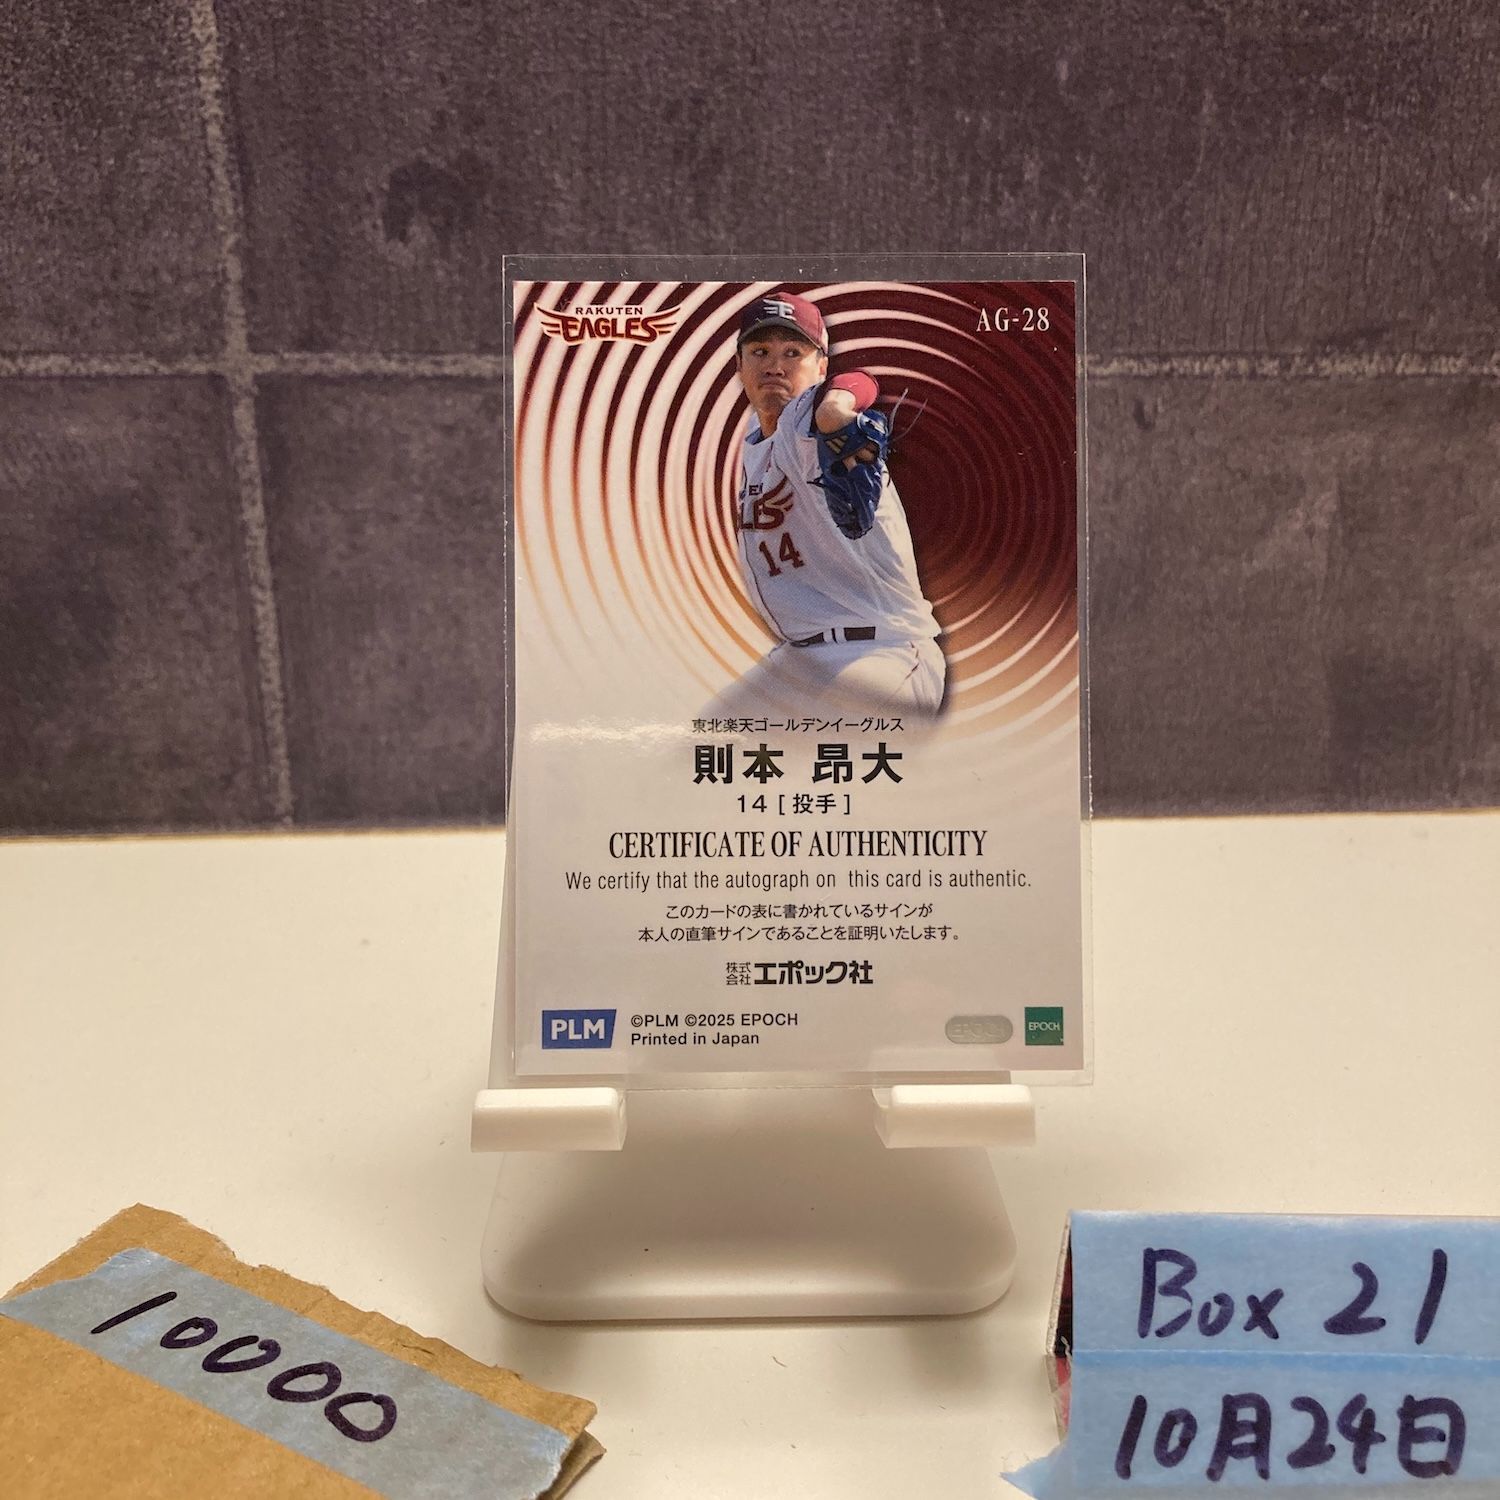 RAKUTEN
EAGLES
AG-28
E
14
東北楽天ゴールデンイーグルス
則本 昂大
14 [ 投手 ]
CERTIFICATE OF AUTHENTICITY
We certify that the autograph on this card is authentic.
このカードの表に書かれているサインが
本人の直筆サインであることを証明いたします。
株式会社エポック社
PLM
©PLM ©2025 EPOCH
Printed in Japan
EPOCH
EPOCH
10000
Box 21
10月24日